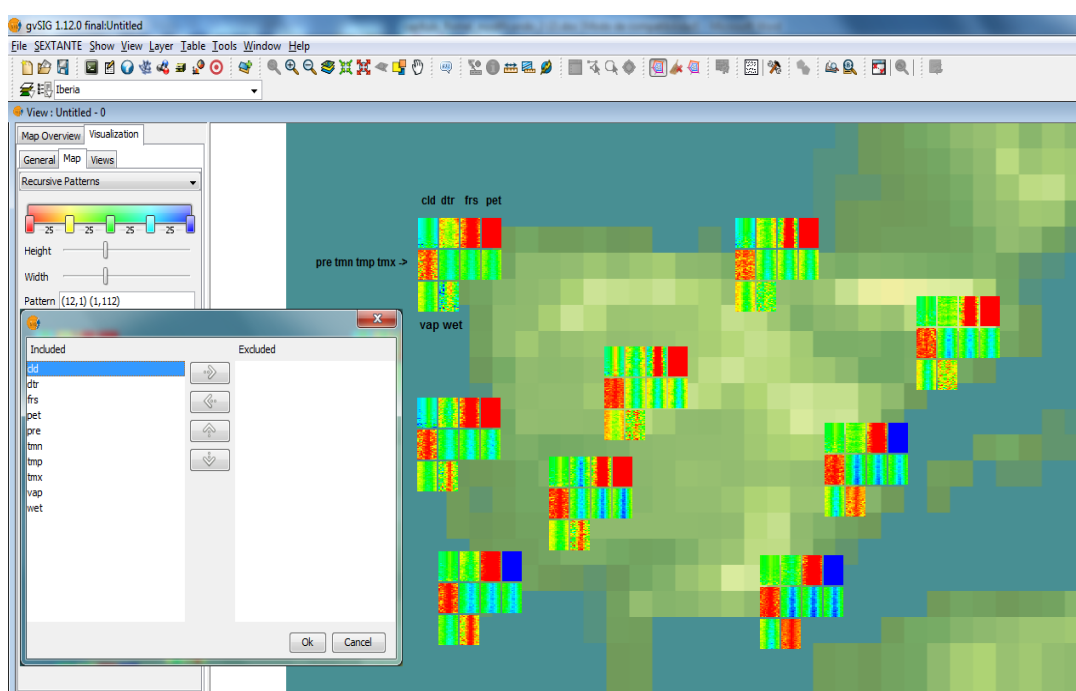 gvSIG 1.12.0 final:Untitled
File SEXTANTE Show View Layer Table Tools Window Help
Iberia
View : Untitled - 0
Map Overview Visualization
General Map Views
Recursive Patterns
25 25 25 25
Height
Width
Pattern (12,1) (1,112)
Included Excluded
cld
dtr
frs
pet
pre
tmn
tmp
tmx
vap
wet
Ok Cancel
cld dtr frs pet
pre tmn tmp tmx ->
vap wet